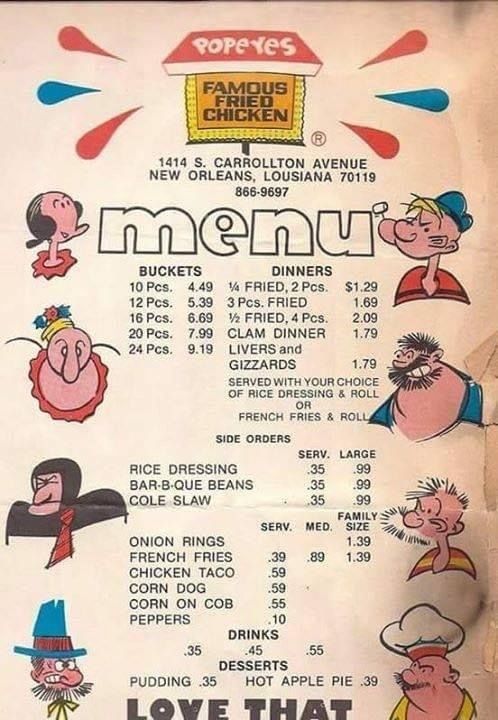 POPEYES
FAMOUS
FRIED
CHICKEN
®
1414 S. CARROLLTON AVENUE
NEW ORLEANS, LOUSIANA 70119
866-9697
menu
BUCKETS DINNERS
10 Pcs. 4.49 ¼ FRIED, 2 Pcs. $1.29
12 Pcs. 5.39 3 Pcs. FRIED 1.69
16 Pcs. 6.69 ½ FRIED, 4 Pcs. 2.09
20 Pcs. 7.99 CLAM DINNER 1.79
24 Pcs. 9.19 LIVERS and
GIZZARDS 1.79
SERVED WITH YOUR CHOICE
OF RICE DRESSING & ROLL
OR
FRENCH FRIES & ROLL
SIDE ORDERS
SERV. LARGE
RICE DRESSING .35 .99
BAR-B-QUE BEANS .35 .99
COLE SLAW .35 .99
FAMILY
SERV. MED. SIZE
ONION RINGS 1.39
FRENCH FRIES .39 .89 1.39
CHICKEN TACO .59
CORN DOG .59
CORN ON COB .55
PEPPERS .10
DRINKS
.35 .45 .55
DESSERTS
PUDDING .35 HOT APPLE PIE .39
LOVE THAT